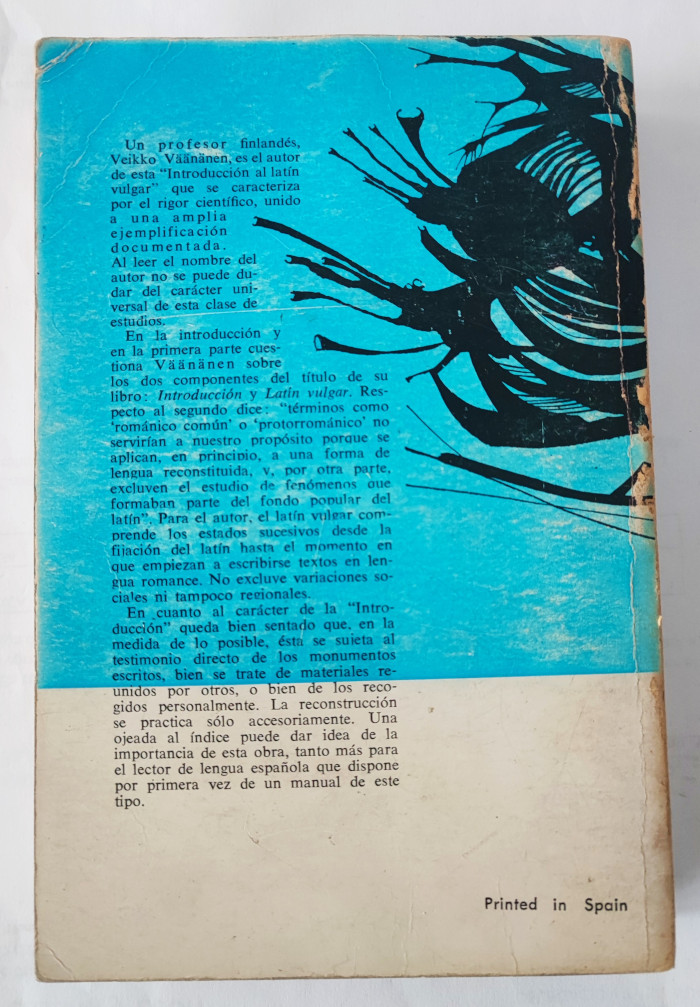 Un profesor finlandés,
Veikko Väänänen, es el autor
de esta “Introducción al latín
vulgar” que se caracteriza
por el rigor científico, unido
a una amplia
ejemplificación
documentada.
Al leer el nombre del
autor no se puede du-
dar del carácter uni-
versal de esta clase de
estudios.
En la introducción y
en la primera parte cues-
tiona Väänänen sobre
los dos componentes del título de su
libro: Introducción y Latín vulgar. Res-
pecto al segundo dice: “términos como
‘románico común’ o ‘protorrománico’ no
servirían a nuestro propósito porque se
aplican, en principio, a una forma de
lengua reconstituida, y, por otra parte,
excluyen el estudio de fenómenos que
formaban parte del fondo popular del
latín”. Para el autor, el latín vulgar com-
prende los estados sucesivos desde la
fijación del latín hasta el momento en
que empiezan a escribirse textos en len-
gua romance. No excluye variaciones so-
ciales ni tampoco regionales.
En cuanto al carácter de la “Intro-
ducción” queda bien sentado que, en la
medida de lo posible, ésta se sujeta al
testimonio directo de los monumentos
escritos, bien se trate de materiales re-
unidos por otros, o bien de los reco-
gidos personalmente. La reconstrucción
se practica sólo accesoriamente. Una
ojeada al índice puede dar idea de la
importancia de esta obra, tanto más para
el lector de lengua española que dispone
por primera vez de un manual de este
tipo.
Printed in Spain